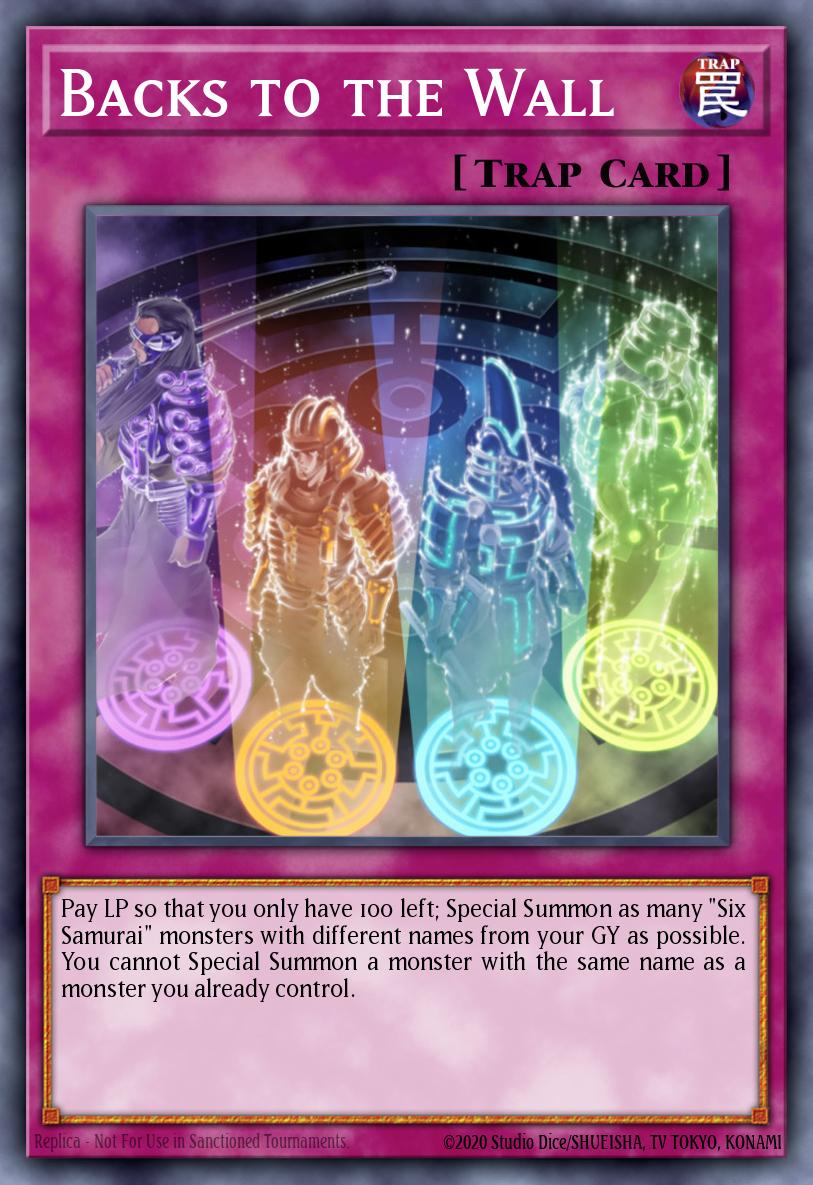 Backs to the Wall
TRAP
罠
[Trap Card]
Pay LP so that you only have 100 left; Special Summon as many "Six
Samurai" monsters with different names from your GY as possible.
You cannot Special Summon a monster with the same name as a
monster you already control.
Replica - Not For Use in Sanctioned Tournaments.
©2020 Studio Dice/SHUEISHA, TV TOKYO, KONAMI